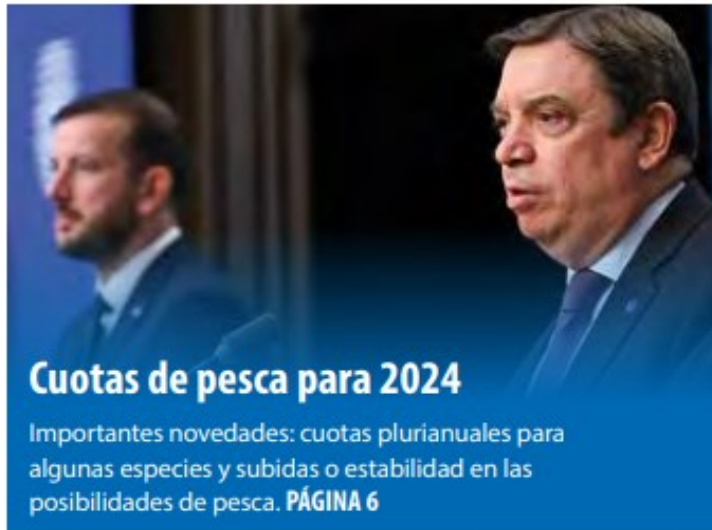 Cuotas de pesca para 2024
Importantes novedades: cuotas plurianuales para
algunas especies y subidas o estabilidad en las
posibilidades de pesca. PÁGINA 6